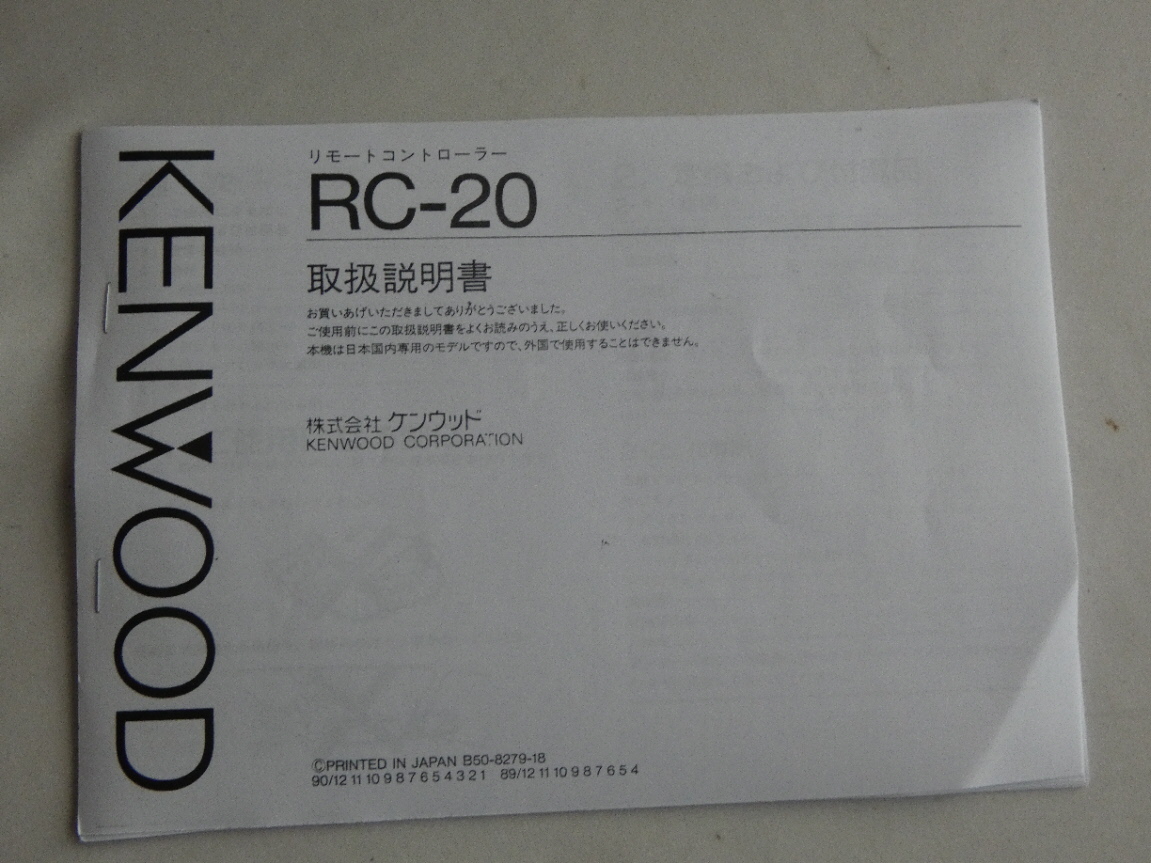 KENWOOD
リモートコントローラー
RC-20
取扱説明書
お買いあげいただきましてありがとうございました。
ご使用前にこの取扱説明書をよくお読みのうえ、正しくお使いください。
本機は日本国内専用のモデルですので、外国で使用することはできません。
株式会社 ケンウッド
KENWOOD CORPORATION
©PRINTED IN JAPAN B50-8279-18
90/12 11 10 9 8 7 6 5 4 3 2 1 89/12 11 10 9 8 7 6 5 4